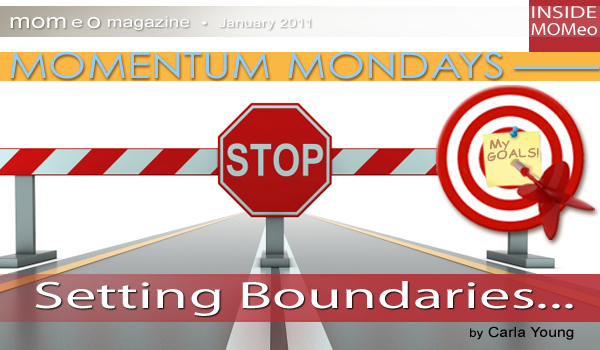 mom e o magazine • January 2011
INSIDE
MOMeo
MOMENTUM MONDAYS
STOP
MY
GOALS!
Setting Boundaries...
by Carla Young